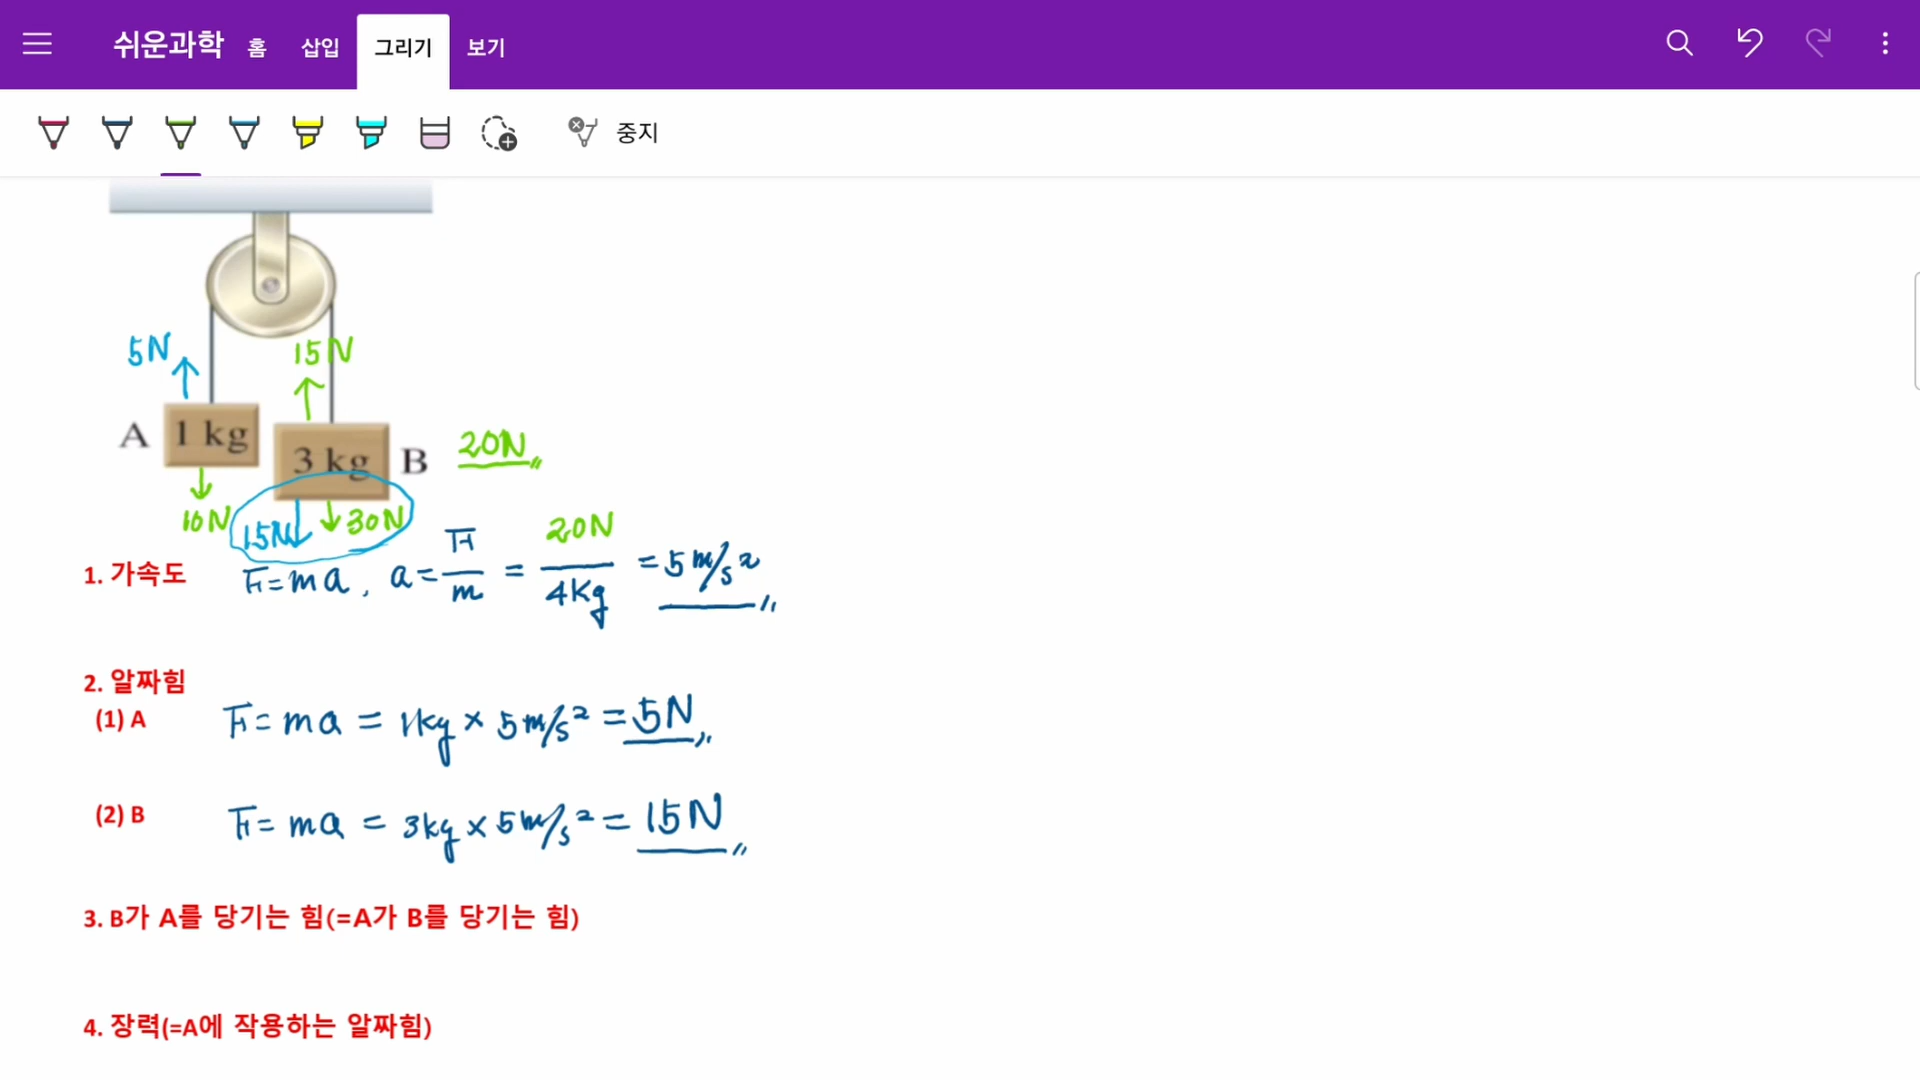 쉬운과학 홈 삽입 그리기 보기
중지
5N 15N
A 1 kg
3 kg B 20N
10N 15N 30N
1. 가속도 F=ma, a=F/m = 20N/4kg = 5m/s²
2. 알짜힘
(1) A F=ma = 1kg × 5m/s² = 5N
(2) B F=ma = 3kg × 5m/s² = 15N
3. B가 A를 당기는 힘(=A가 B를 당기는 힘)
4. 장력(=A에 작용하는 알짜힘)